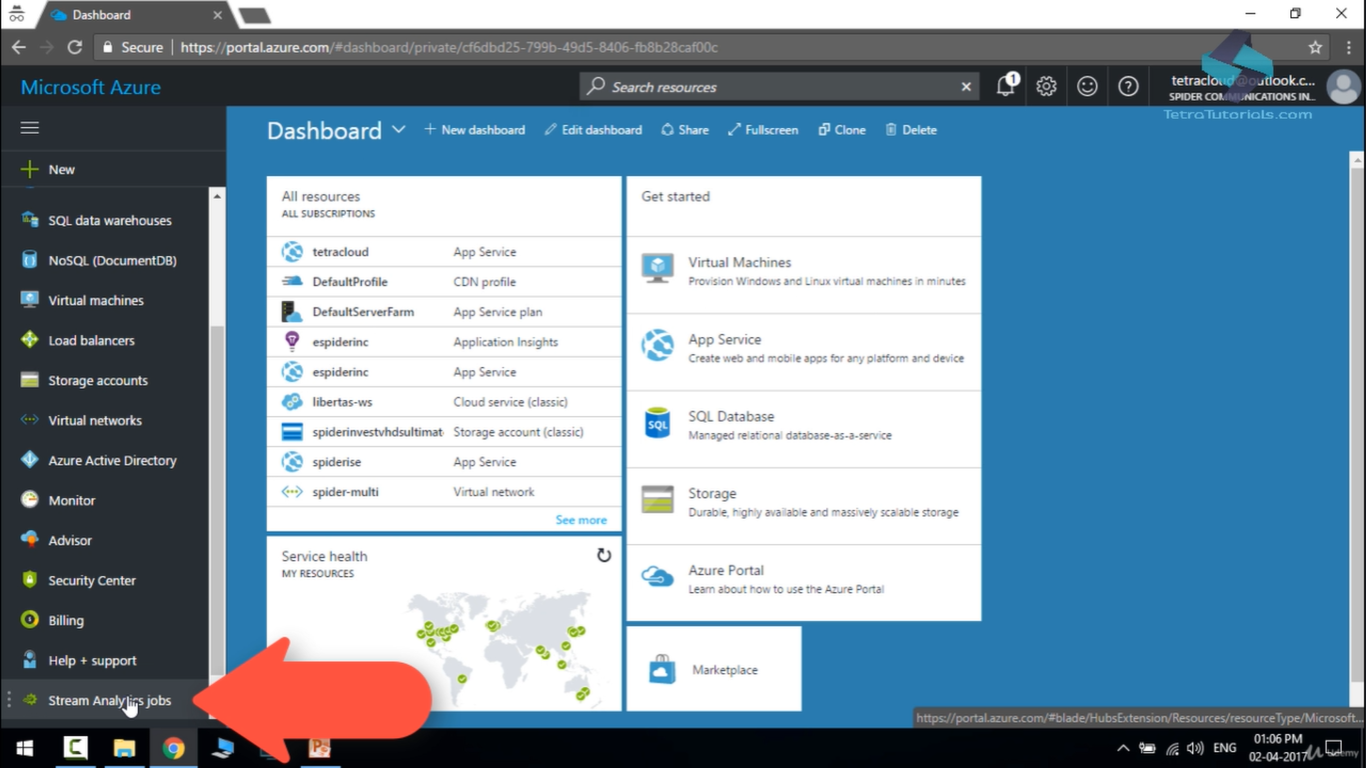 Dashboard
Secure
https://portal.azure.com/#dashboard/private/cf6dbd25-799b-49d5-8406-fb8b28caf00c
Microsoft Azure
Search resources
1
tetracloud@outlook.c...
SPIDER COMMUNICATIONS IN...
TetraTutorials.com
New
SQL data warehouses
NoSQL (DocumentDB)
Virtual machines
Load balancers
Storage accounts
Virtual networks
Azure Active Directory
Monitor
Advisor
Security Center
Billing
Help + support
Stream Analytics jobs
Dashboard
New dashboard
Edit dashboard
Share
Fullscreen
Clone
Delete
All resources
ALL SUBSCRIPTIONS
tetracloud App Service
DefaultProfile CDN profile
DefaultServerFarm App Service plan
espiderinc Application Insights
espiderinc App Service
libertas-ws Cloud service (classic)
spiderinvestvhdsultimat Storage account (classic)
spiderise App Service
spider-multi Virtual network
See more
Service health
MY RESOURCES
Get started
Virtual Machines
Provision Windows and Linux virtual machines in minutes
App Service
Create web and mobile apps for any platform and device
SQL
SQL Database
Managed relational database-as-a-service
Storage
Durable, highly available and massively scalable storage
Azure Portal
Learn about how to use the Azure Portal
Marketplace
https://portal.azure.com/#blade/HubsExtension/Resources/resourceType/Microsoft...
ENG
01:06 PM
02-04-2017
Udemy